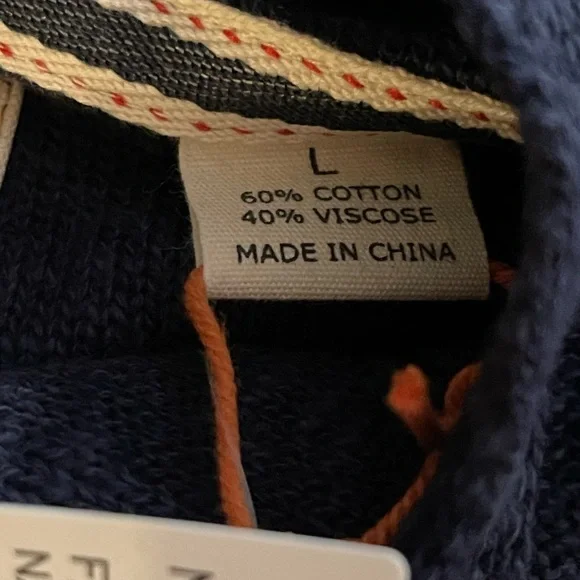 L
60% COTTON
40% VISCOSE
MADE IN CHINA